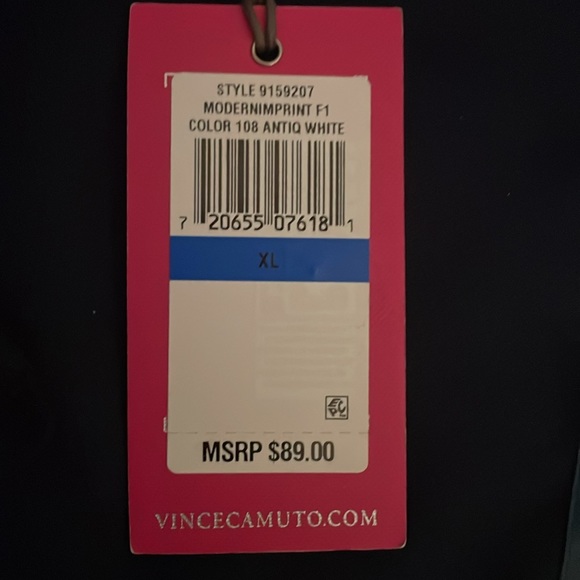 STYLE 9159207
MODERNIMPRINT F1
COLOR 108 ANTIQ WHITE
7 20655 07618 1
XL
MSRP $89.00
VINCECAMUTO.COM